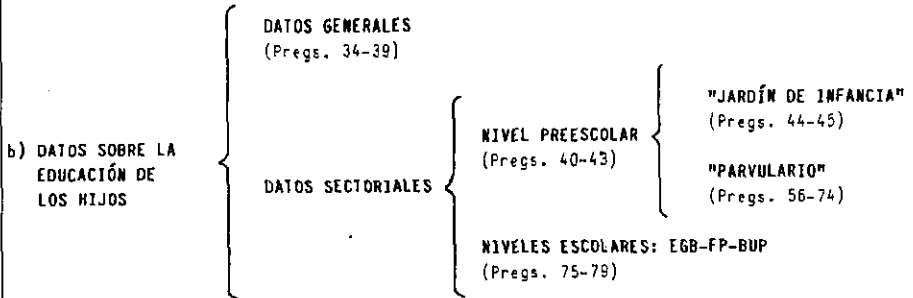 b) DATOS SOBRE LA
EDUCACIÓN DE
LOS HIJOS
DATOS GENERALES
(Pregs. 34-39)
DATOS SECTORIALES
NIVEL PREESCOLAR
(Pregs. 40-43)
"JARDÍN DE INFANCIA"
(Pregs. 44-45)
"PARVULARIO"
(Pregs. 56-74)
NIVELES ESCOLARES: EGB-FP-BUP
(Pregs. 75-79)